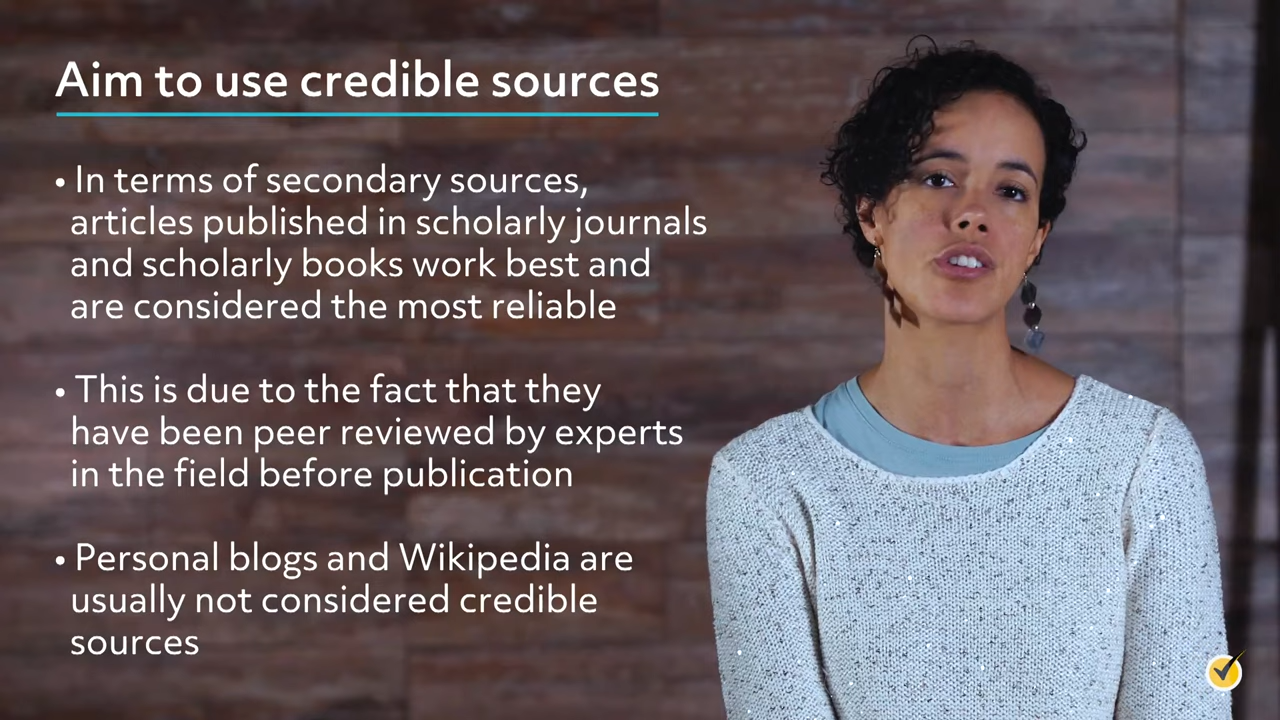 Aim to use credible sources
• In terms of secondary sources,
articles published in scholarly journals
and scholarly books work best and
are considered the most reliable
• This is due to the fact that they
have been peer reviewed by experts
in the field before publication
• Personal blogs and Wikipedia are
usually not considered credible
sources